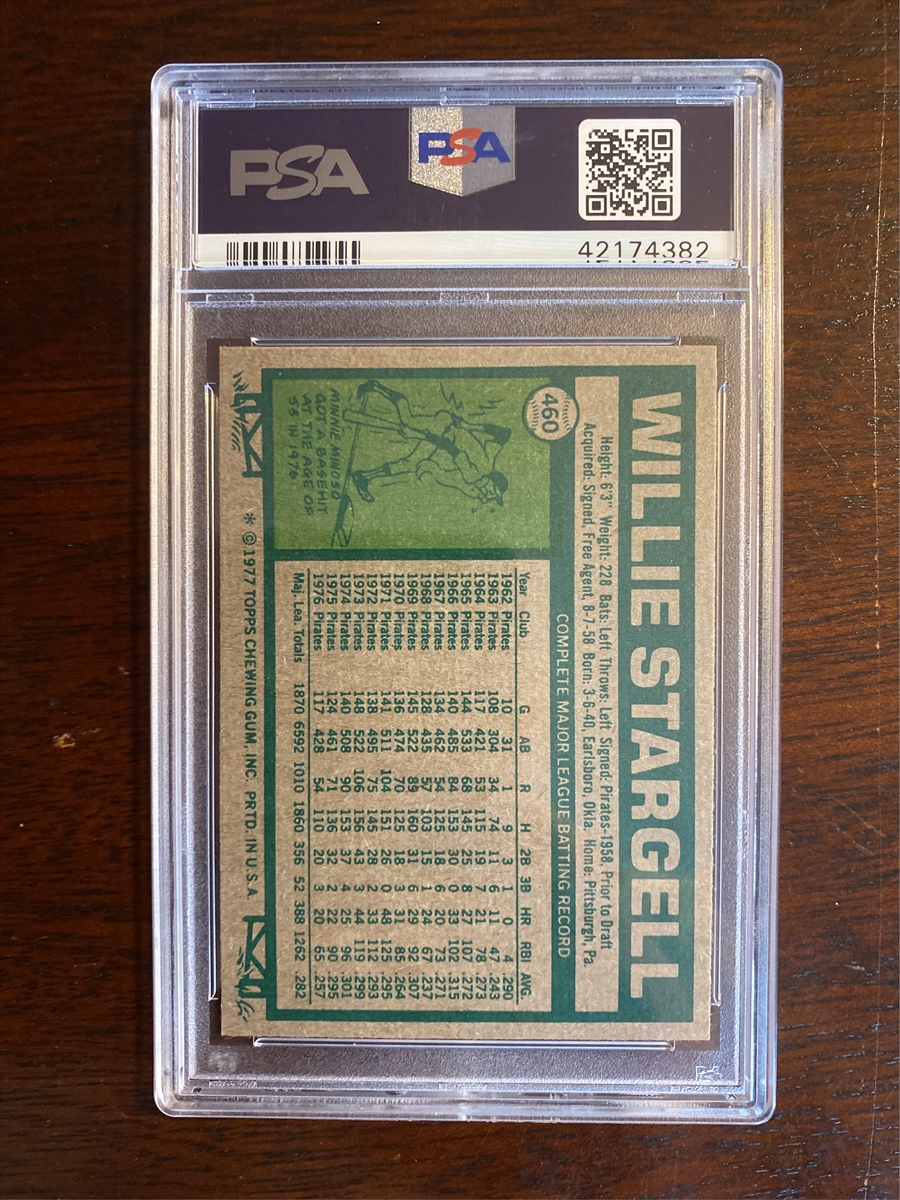 PSA
PSA
42174382
460
WILLIE STARGELL
Height: 6'3" Weight: 228 Bats: Left Throws: Left Signed: Pirates-1958, Prior to Draft
Acquired: Signed, Free Agent, 8-7-58 Born: 3-6-40, Earlsboro, Okla. Home: Pittsburgh, Pa.
COMPLETE MAJOR LEAGUE BATTING RECORD
Year Club G AB R H 2B 3B HR RBI AVG.
1962 Pirates 10 31 1 9 3 1 0 4 .290
1963 Pirates 108 304 34 74 11 6 11 47 .243
1964 Pirates 117 421 53 115 19 7 21 78 .273
1965 Pirates 144 533 68 145 25 8 27 107 .272
1966 Pirates 140 485 84 153 30 0 33 102 .315
1967 Pirates 134 462 54 125 18 6 20 73 .271
1968 Pirates 128 435 57 103 15 1 24 67 .237
1969 Pirates 145 522 89 160 31 6 29 92 .307
1970 Pirates 136 474 70 125 18 3 31 85 .264
1971 Pirates 141 511 104 151 26 0 48 125 .295
1972 Pirates 138 495 75 145 28 2 33 112 .293
1973 Pirates 148 522 106 156 43 3 44 119 .299
1974 Pirates 140 508 90 153 37 4 25 96 .301
1975 Pirates 124 461 71 136 32 2 22 90 .295
1976 Pirates 117 428 54 110 20 3 20 65 .257
Maj. Lea. Totals 1870 6592 1010 1860 356 52 388 1262 .282
MINNIE MINOSO
GOT A BASEHIT
AT THE AGE OF
53 IN 1976
* © 1977 TOPPS CHEWING GUM, INC. PRTD. IN U.S.A.